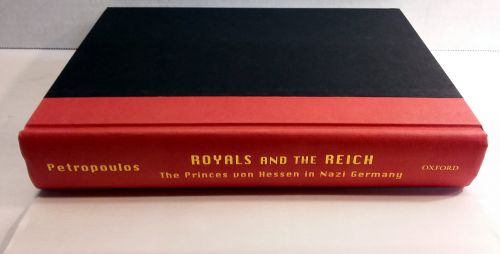 Petropoulos
ROYALS AND THE REICH
The Princes von Hessen in Nazi Germany
OXFORD